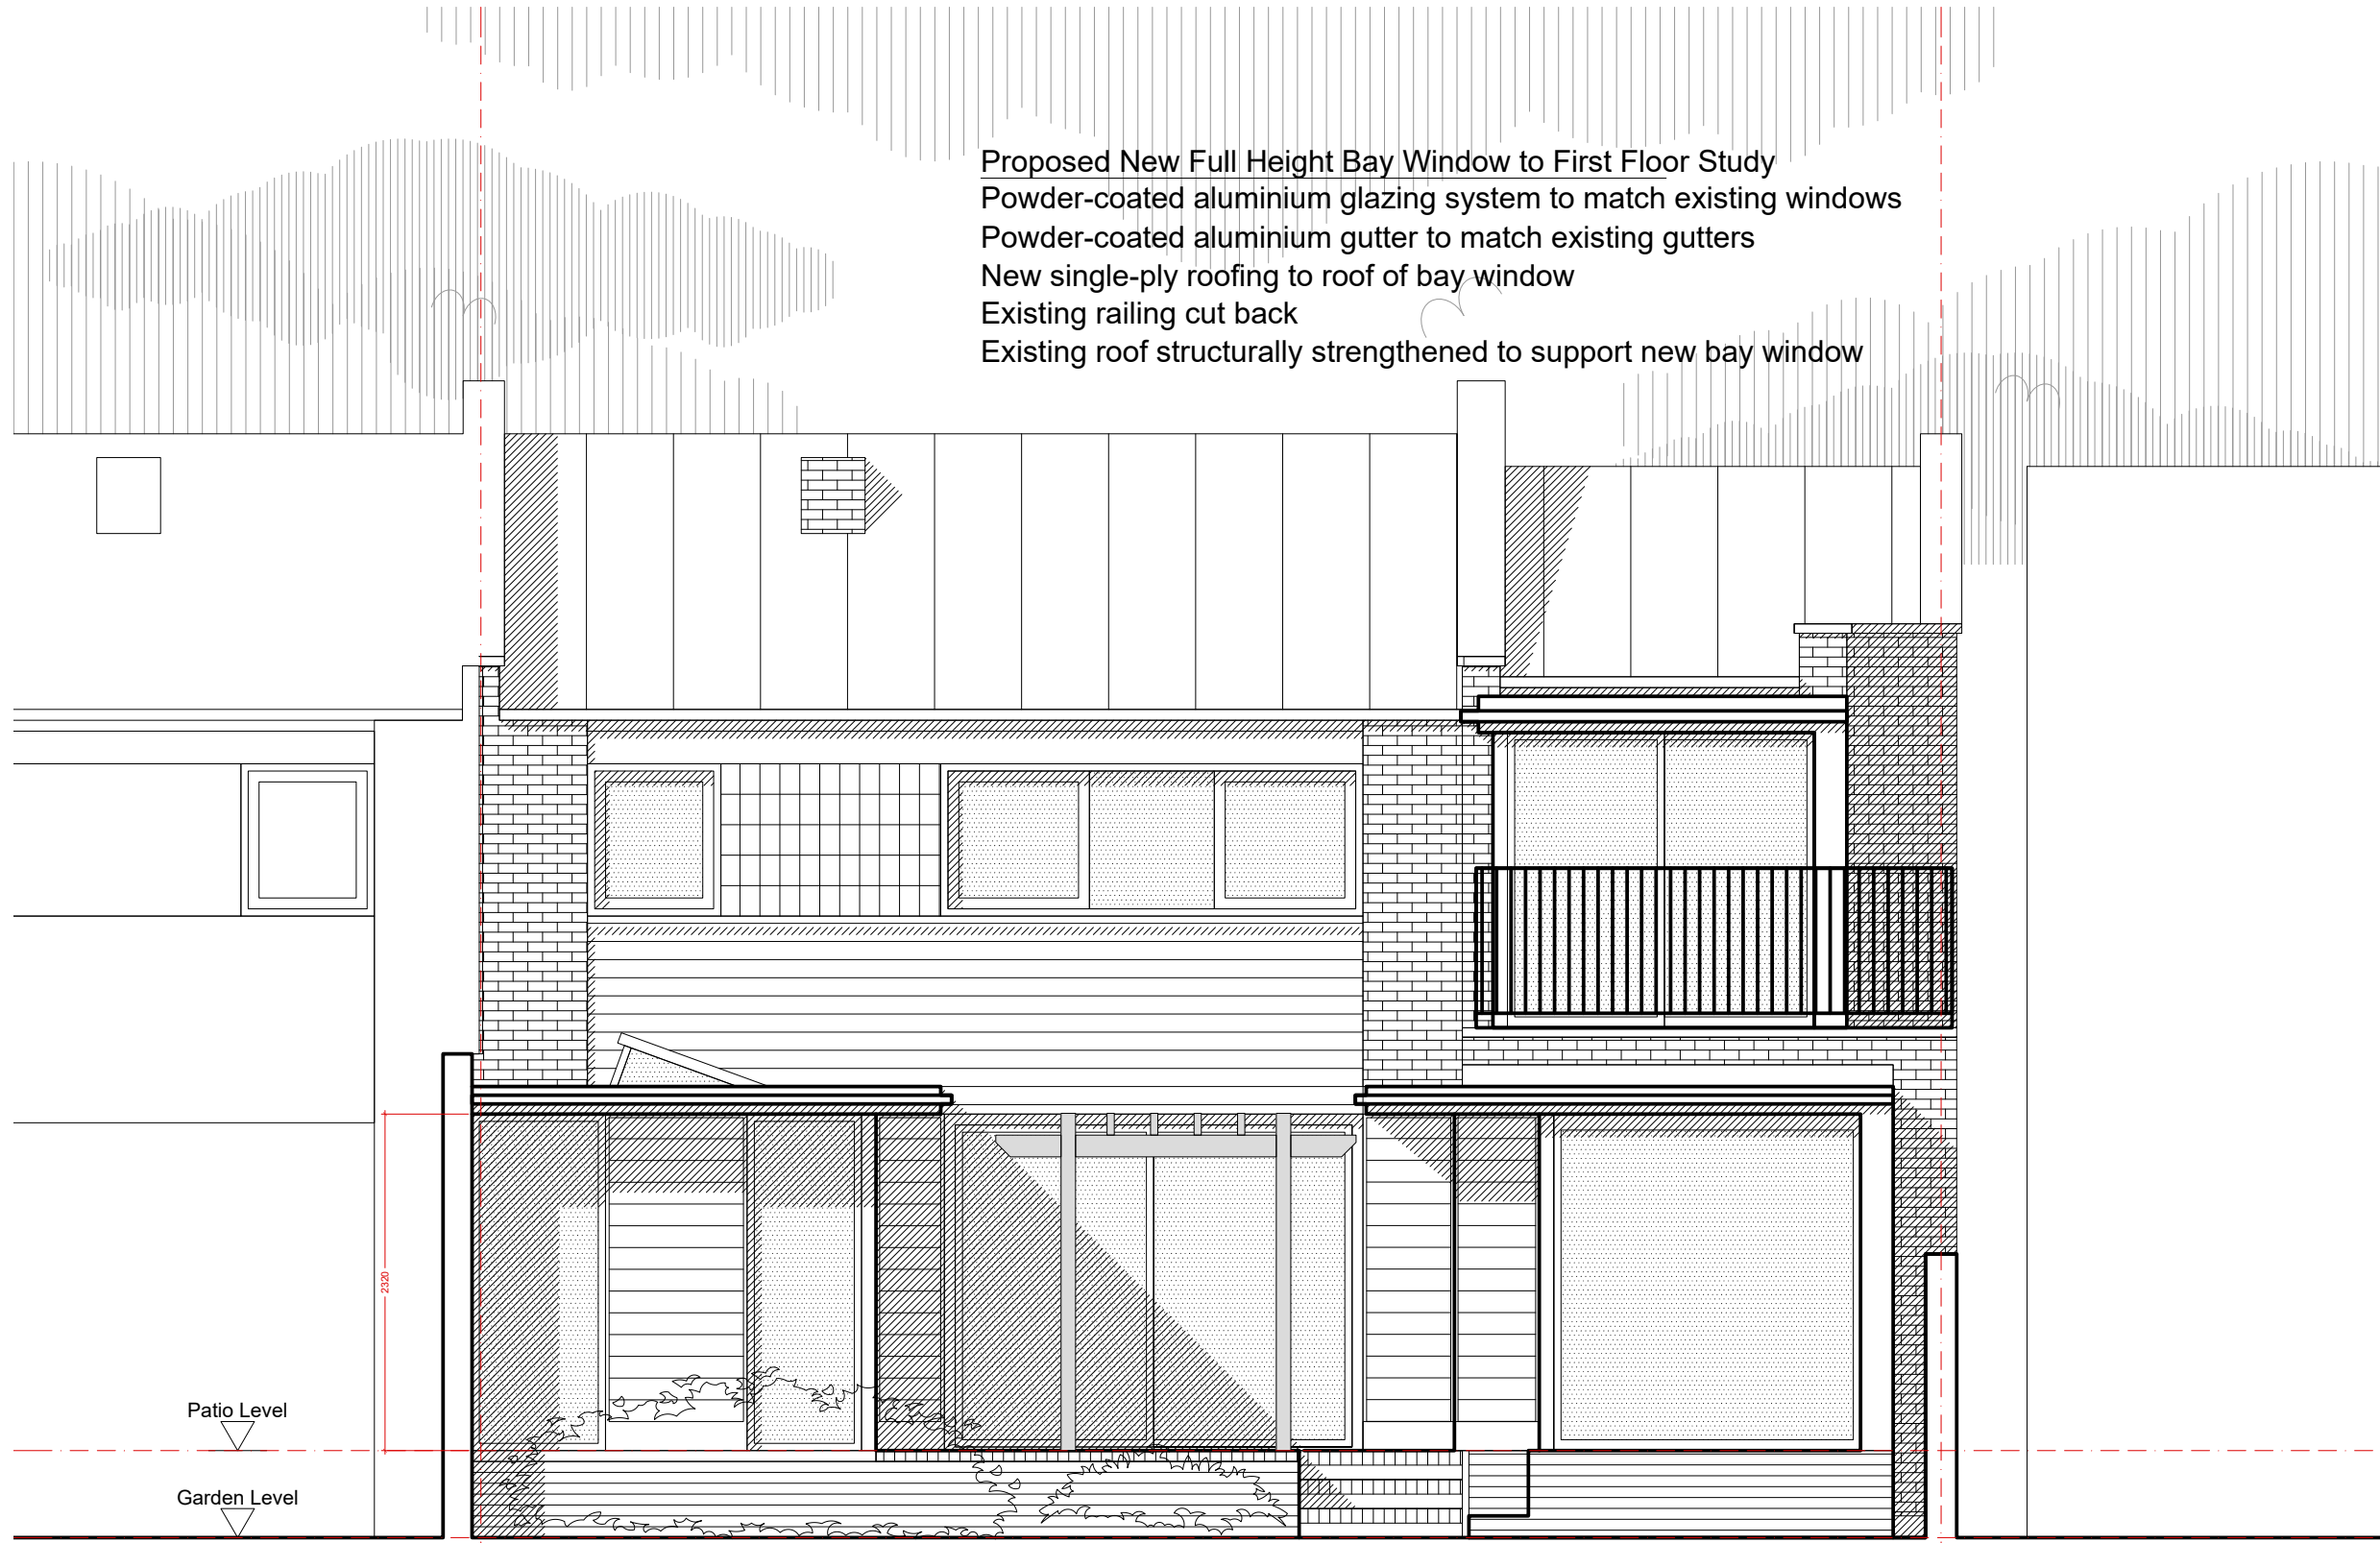 Proposed New Full Height Bay Window to First Floor Study
Powder-coated aluminium glazing system to match existing windows
Powder-coated aluminium gutter to match existing gutters
New single-ply roofing to roof of bay window
Existing railing cut back
Existing roof structurally strengthened to support new bay window
2320
Patio Level
Garden Level